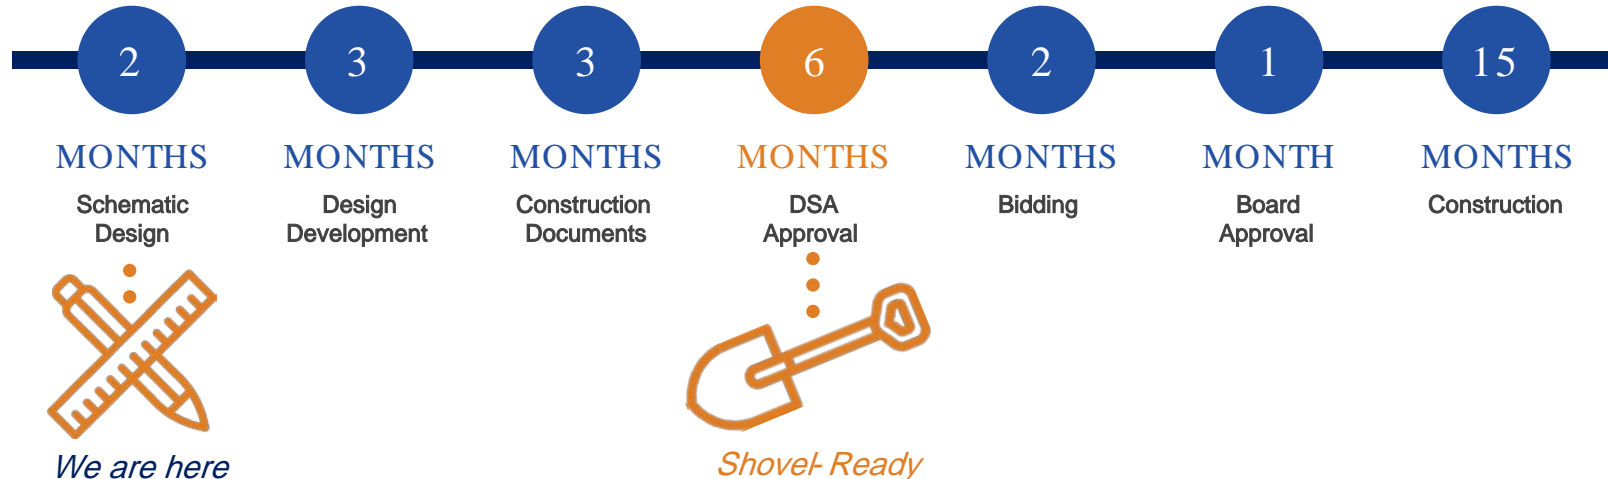 2 3 3 6 2 1 15
MONTHS MONTHS MONTHS MONTHS MONTHS MONTH MONTHS
Schematic Design Construction DSA Bidding Board Construction
Design Development Documents Approval Approval
We are here Shovel- Ready